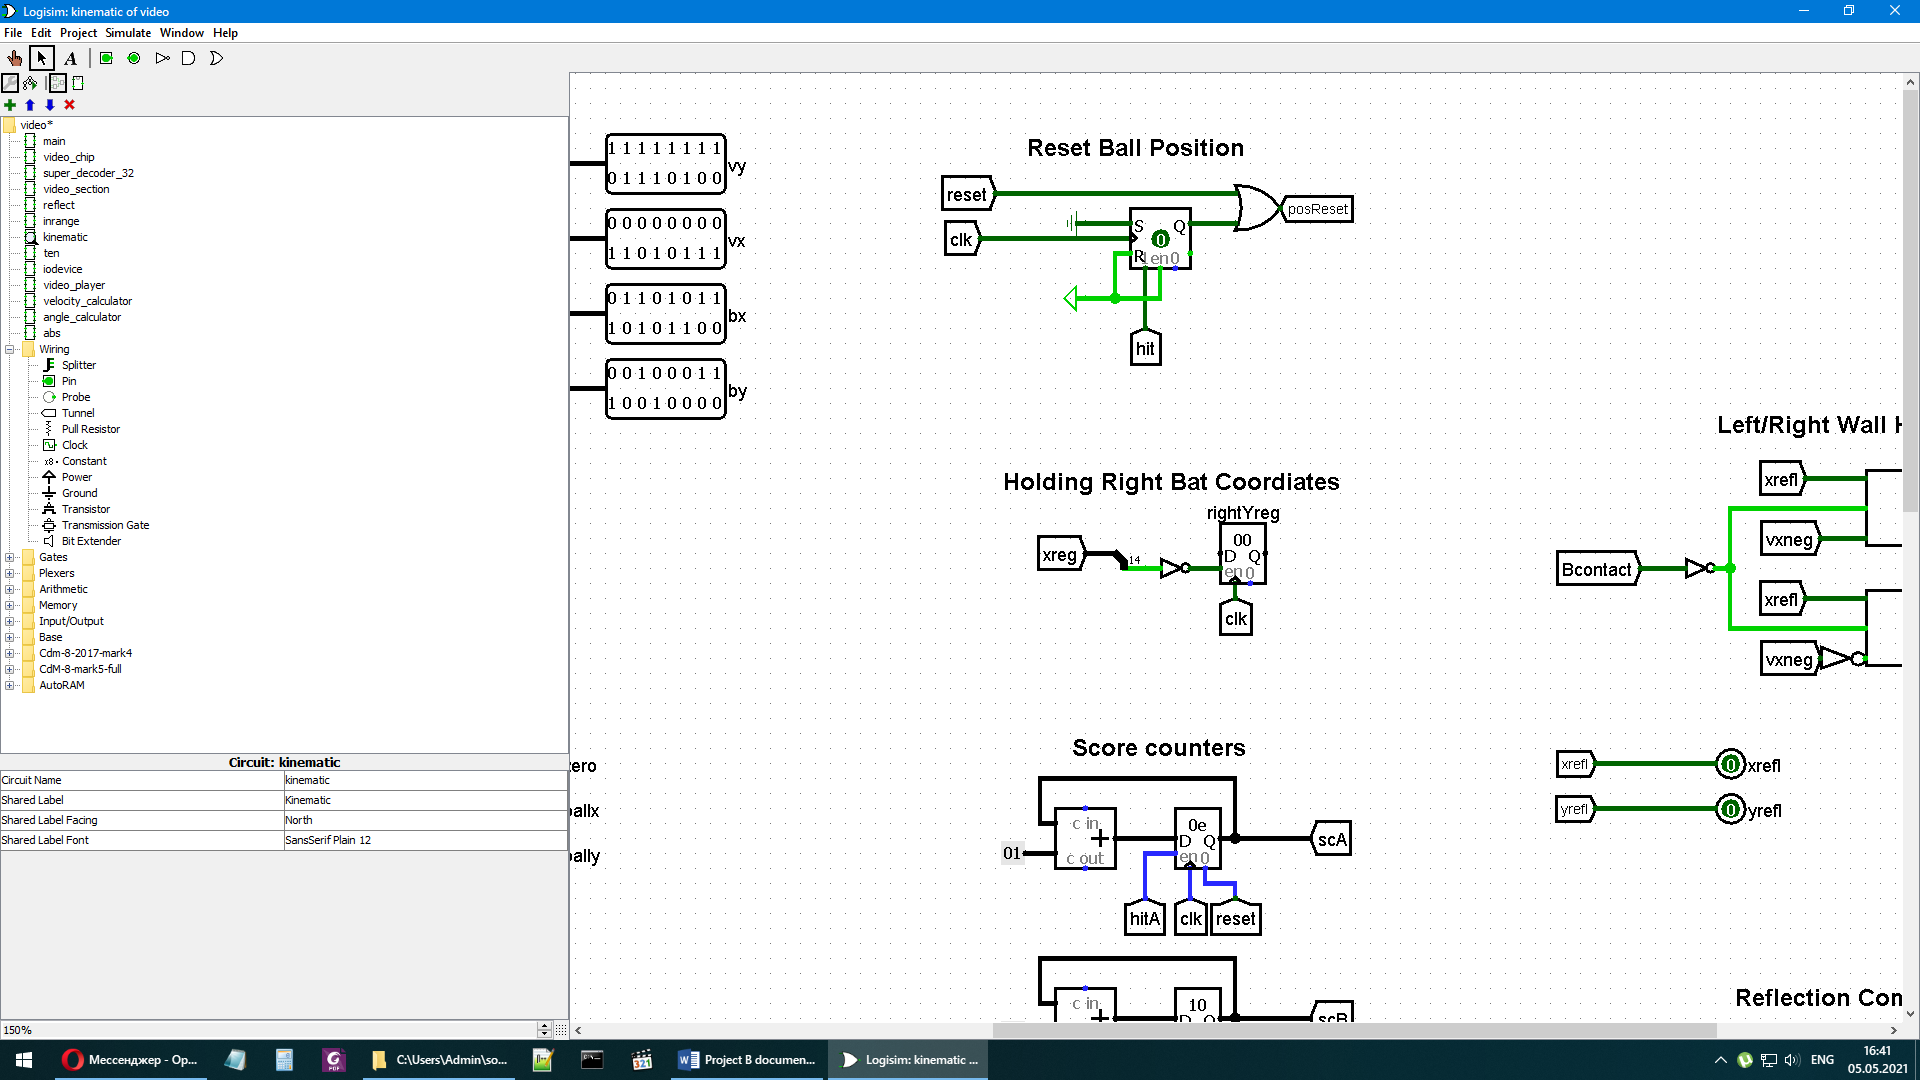 Logisim: kinematic of video
File Edit Project Simulate Window Help
A
video*
main
video_chip
super_decoder_32
video_section
reflect
inrange
kinematic
ten
iodevice
video_player
velocity_calculator
angle_calculator
abs
Wiring
Splitter
Pin
Probe
Tunnel
Pull Resistor
Clock
x8 Constant
Power
Ground
Transistor
Transmission Gate
Bit Extender
Gates
Plexers
Arithmetic
Memory
Input/Output
Base
Cdm-8-2017-mark4
CdM-8-mark5-full
AutoRAM
Circuit: kinematic
Circuit Name kinematic
Shared Label Kinematic
Shared Label Facing North
Shared Label Font SansSerif Plain 12
150%
1 1 1 1 1 1 1 1
0 1 1 1 0 1 0 0 vy
0 0 0 0 0 0 0 0
1 1 0 1 0 1 1 1 vx
0 1 1 0 1 0 1 1
1 0 1 0 1 1 0 0 bx
0 0 1 0 0 0 1 1
1 0 0 1 0 0 0 0 by
ero
allx
ally
Reset Ball Position
reset
clk
S Q
0
R 1 en 0
posReset
hit
Holding Right Bat Coordiates
rightYreg
xreg
14
00
D Q
en 0
clk
Score counters
c in
+
c out
01
0e
D Q
en 0
scA
hitA clk reset
c in
+
10
D Q
scB
Left/Right Wall H
xrefl
vxneg
Bcontact
xrefl
vxneg
xrefl 0 xrefl
yrefl 0 yrefl
Reflection Con
Мессенджер - Op...
PDF
C:\Users\Admin\so...
321
Project B documen...
Logisim: kinematic ...
ENG
16:41
05.05.2021